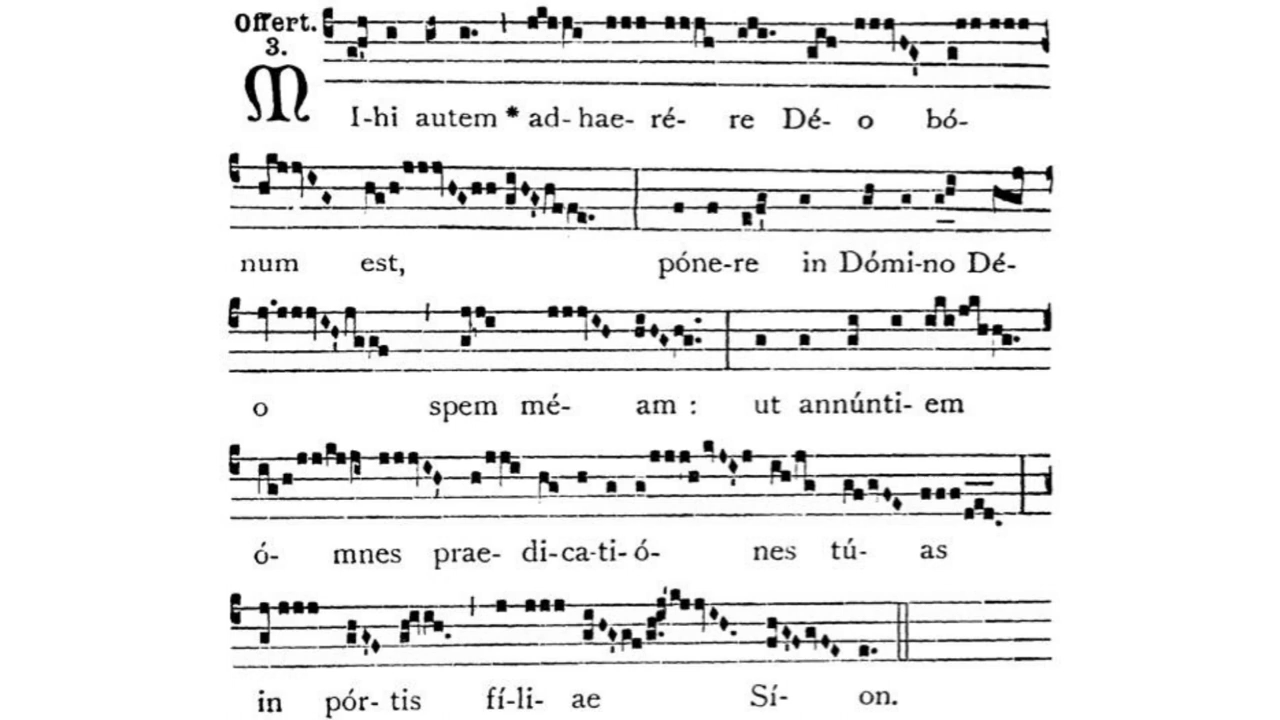 Offert.
3.
MI-hi autem * ad-hae- ré- re Dé- o bó-
num est, póne-re in Dómi-no Dé-
o spem mé- am : ut annúnti- em
ó- mnes prae- di-ca-ti-ó- nes tú- as
in pór- tis fí-li- ae Sí- on.